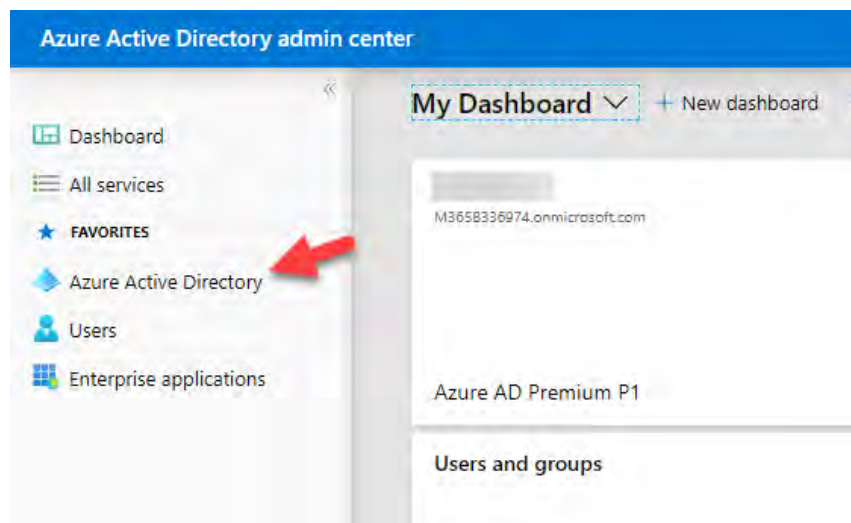 Azure Active Directory admin center
Dashboard
All services
FAVORITES
Azure Active Directory
Users
Enterprise applications
My Dashboard
+ New dashboard
M365B336974.onmicrosoft.com
Azure AD Premium P1
Users and groups